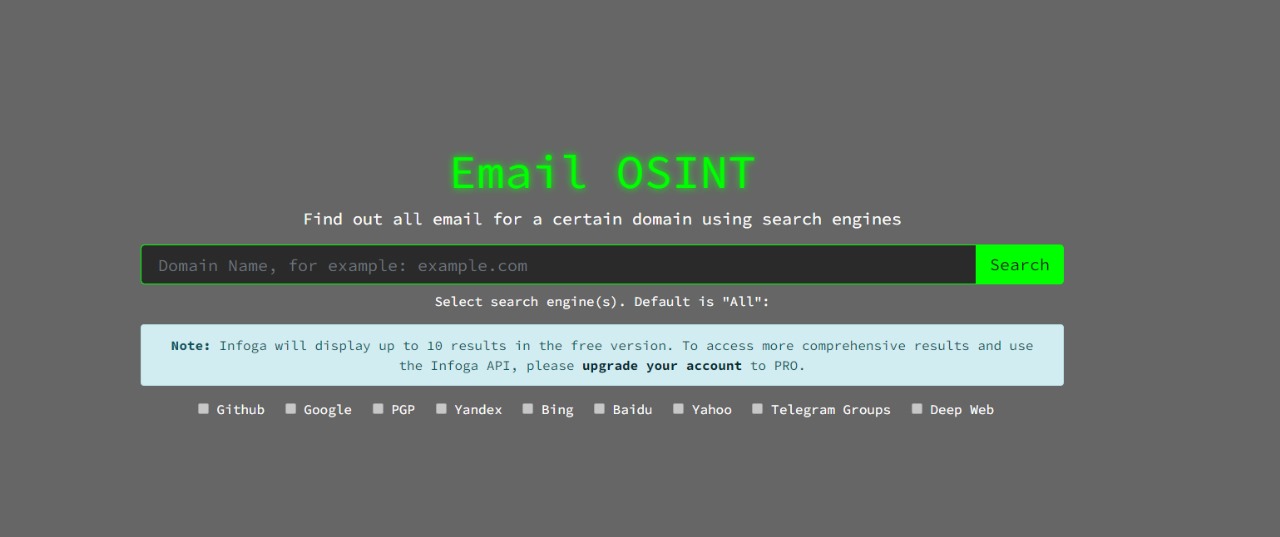 Email OSINT
Find out all email for a certain domain using search engines
Domain Name, for example: example.com
Search
Select search engine(s). Default is "All":
Note: Infoga will display up to 10 results in the free version. To access more comprehensive results and use
the Infoga API, please upgrade your account to PRO.
Github Google PGP Yandex Bing Baidu Yahoo Telegram Groups Deep Web